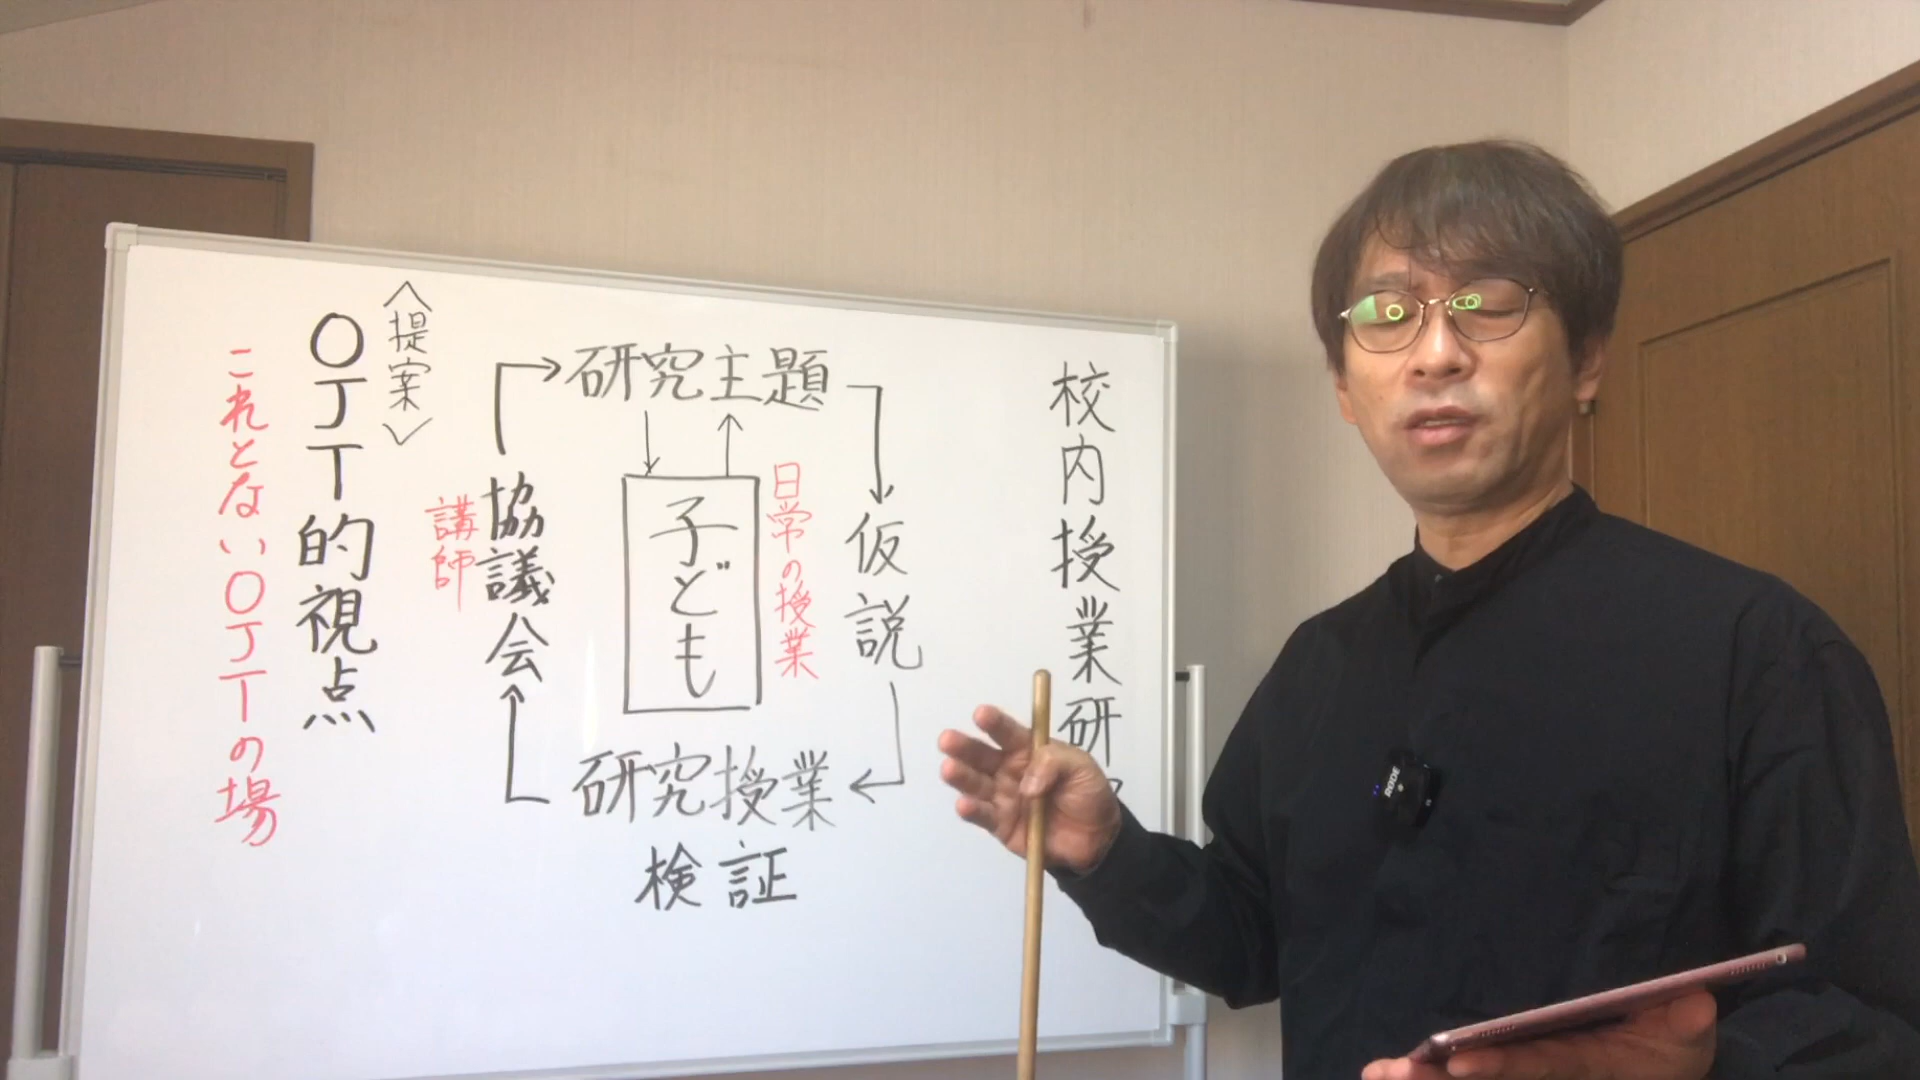 校内授業研
研究主題
仮説
日常の授業
子ども
研究授業
検証
協議会
講師
〈提案〉
OJT的視点
これとないOJTの場
RODE